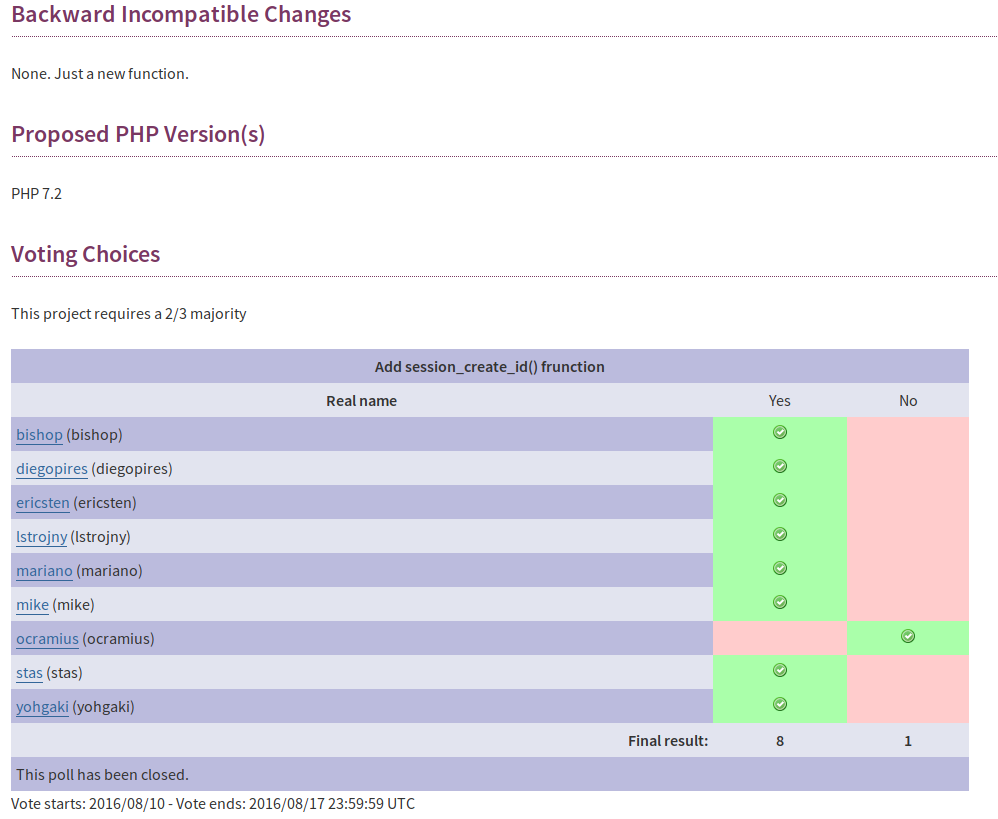 Backward Incompatible Changes
None. Just a new function.
Proposed PHP Version(s)
PHP 7.2
Voting Choices
This project requires a 2/3 majority
Add session_create_id() frunction
Real name Yes No
bishop (bishop)
diegopires (diegopires)
ericsten (ericsten)
lstrojny (lstrojny)
mariano (mariano)
mike (mike)
ocramius (ocramius)
stas (stas)
yohgaki (yohgaki)
Final result: 8 1
This poll has been closed.
Vote starts: 2016/08/10 - Vote ends: 2016/08/17 23:59:59 UTC